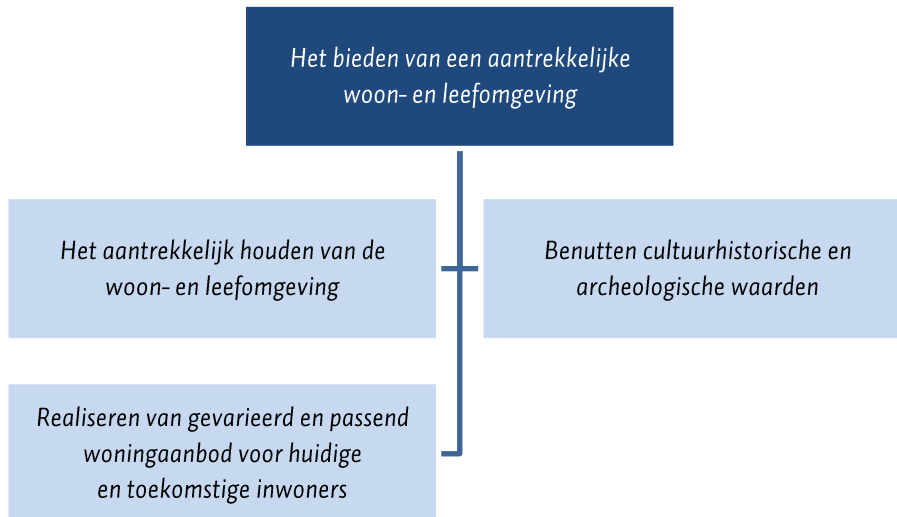 Het bieden van een aantrekkelijke
woon- en leefomgeving
Het aantrekkelijk houden van de
woon- en leefomgeving
Benutten cultuurhistorische en
archeologische waarden
Realiseren van gevarieerd en passend
woningaanbod voor huidige
en toekomstige inwoners